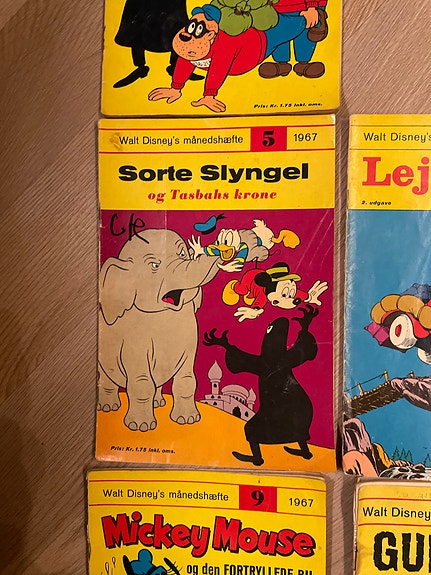 Pris: Kr. 1.75 inkl. oms.
Walt Disney's månedshæfte 5 1967
Sorte Slyngel
og Tasbahs krone
Pris: Kr. 1.75 inkl. oms.
Walt Disney's
Lej
2. udgave
Walt Disney's månedshæfte 9 1967
Mickey Mouse
og den FORTRYLLEDE
Walt Disney's
GU